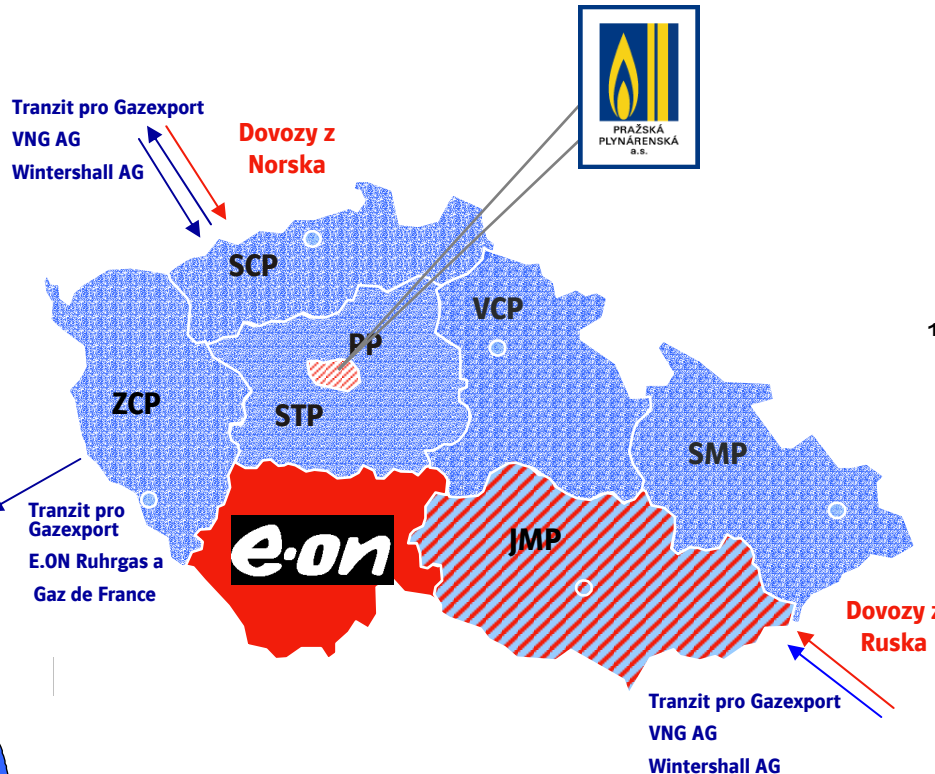 PRAŽSKÁ
PLYNÁRENSKÁ
a.s.
Tranzit pro Gazexport
VNG AG
Wintershall AG
Dovozy z
Norska
SCP
VCP
PP
ZCP
STP
SMP
Tranzit pro
Gazexport
E.ON Ruhrgas a
Gaz de France
e·on
JMP
Dovozy z
Ruska
Tranzit pro Gazexport
VNG AG
Wintershall AG